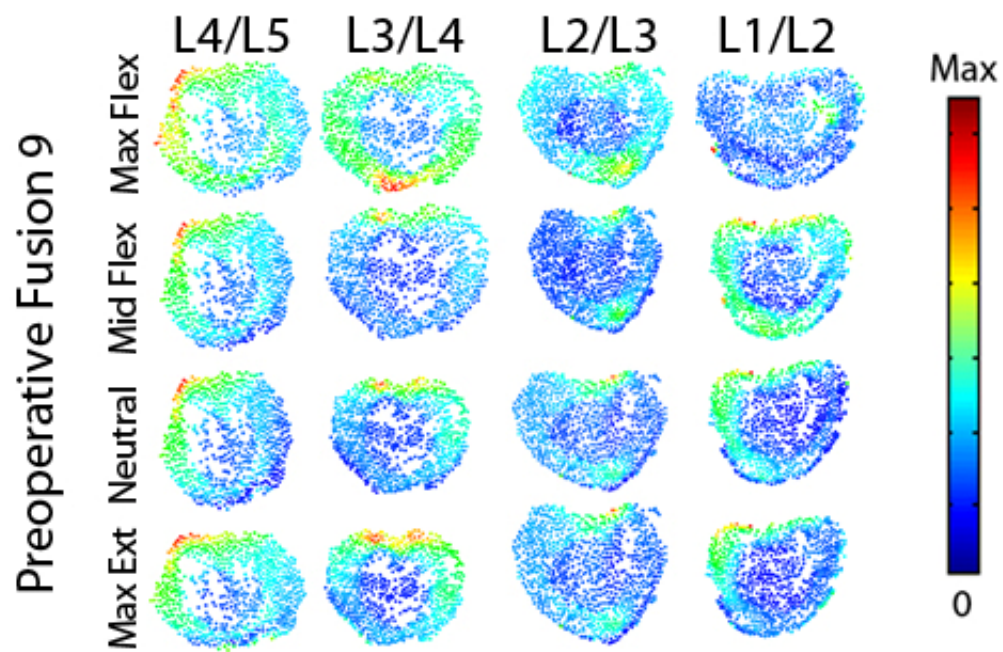 L4/L5 L3/L4 L2/L3 L1/L2
Max
Preoperative Fusion 9
Max Flex
Mid Flex
Neutral
Max Ext
0